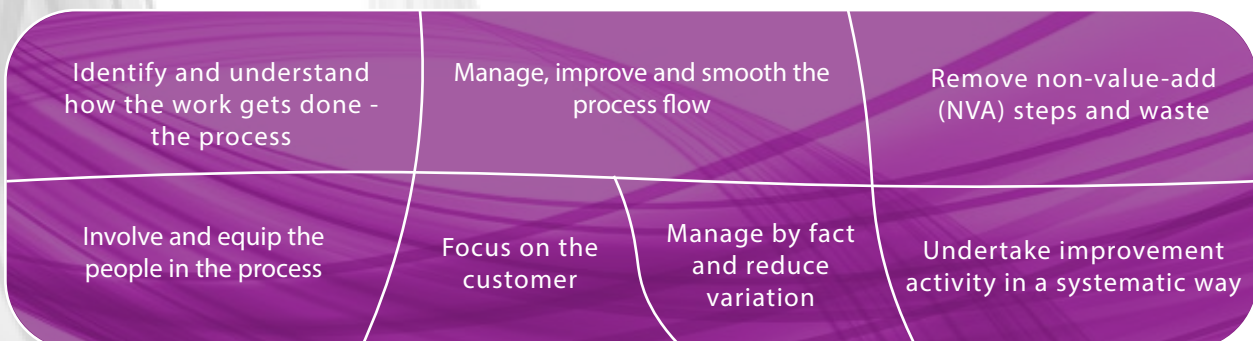 Identify and understand
how the work gets done -
the process
Manage, improve and smooth the
process flow
Remove non-value-add
(NVA) steps and waste
Involve and equip the
people in the process
Focus on the
customer
Manage by fact
and reduce
variation
Undertake improvement
activity in a systematic way